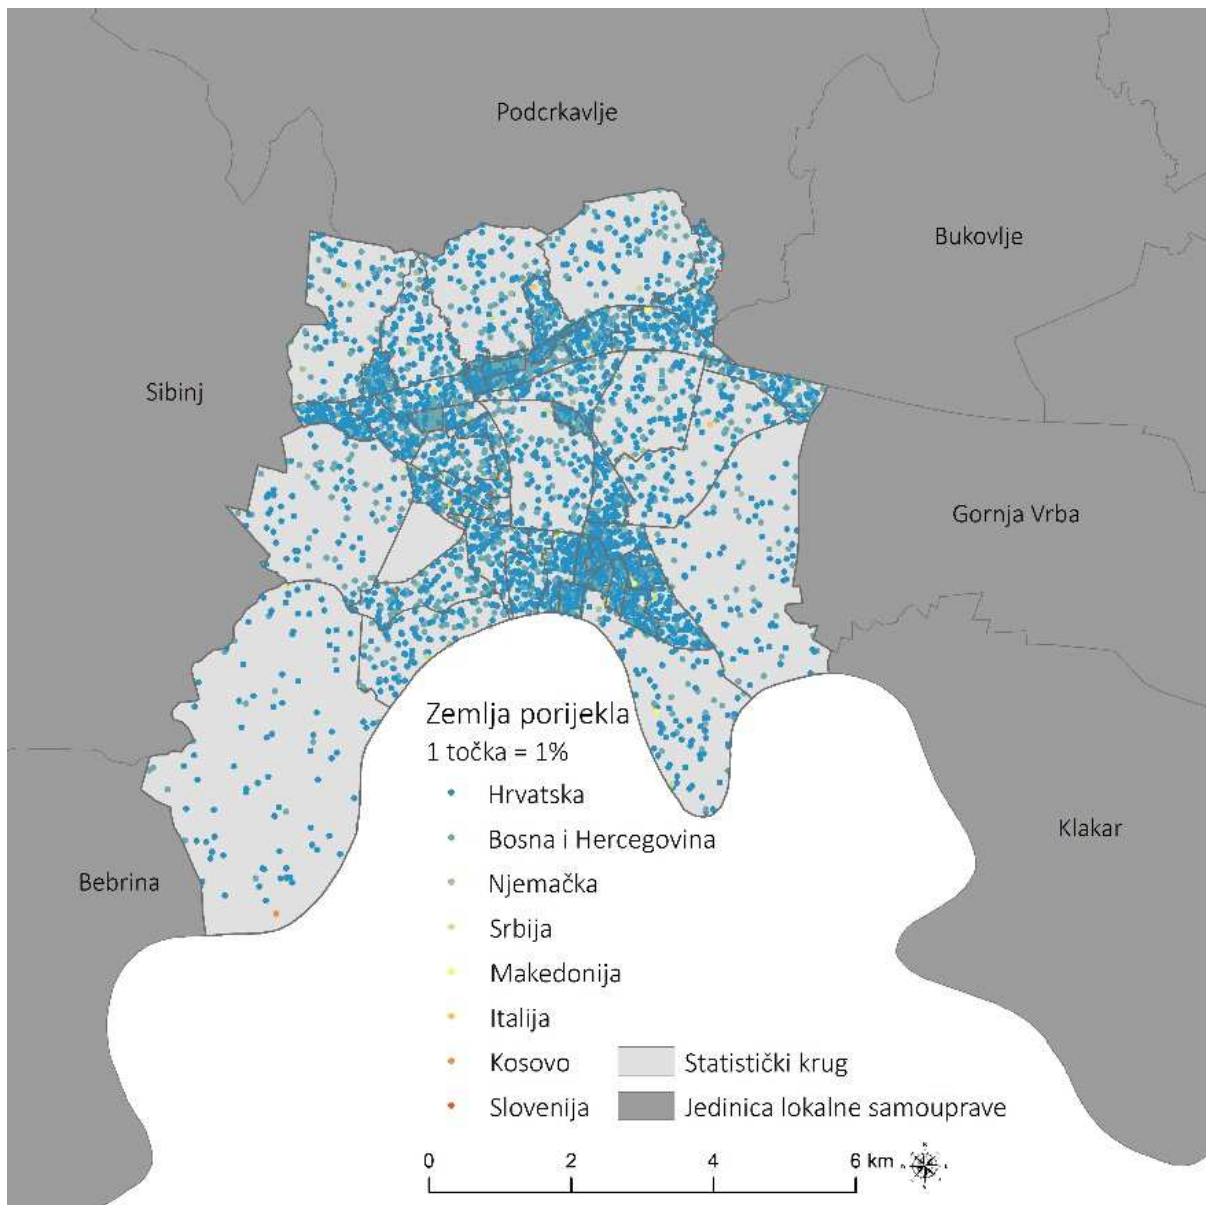 Podcrkavlje
Bukovlje
Sibinj
Gornja Vrba
Klakar
Bebrina
Zemlja porijekla
1 točka = 1%
Hrvatska
Bosna i Hercegovina
Njemačka
Srbija
Makedonija
Italija
Kosovo
Slovenija
Statistički krug
Jedinica lokalne samouprave
0 2 4 6 km